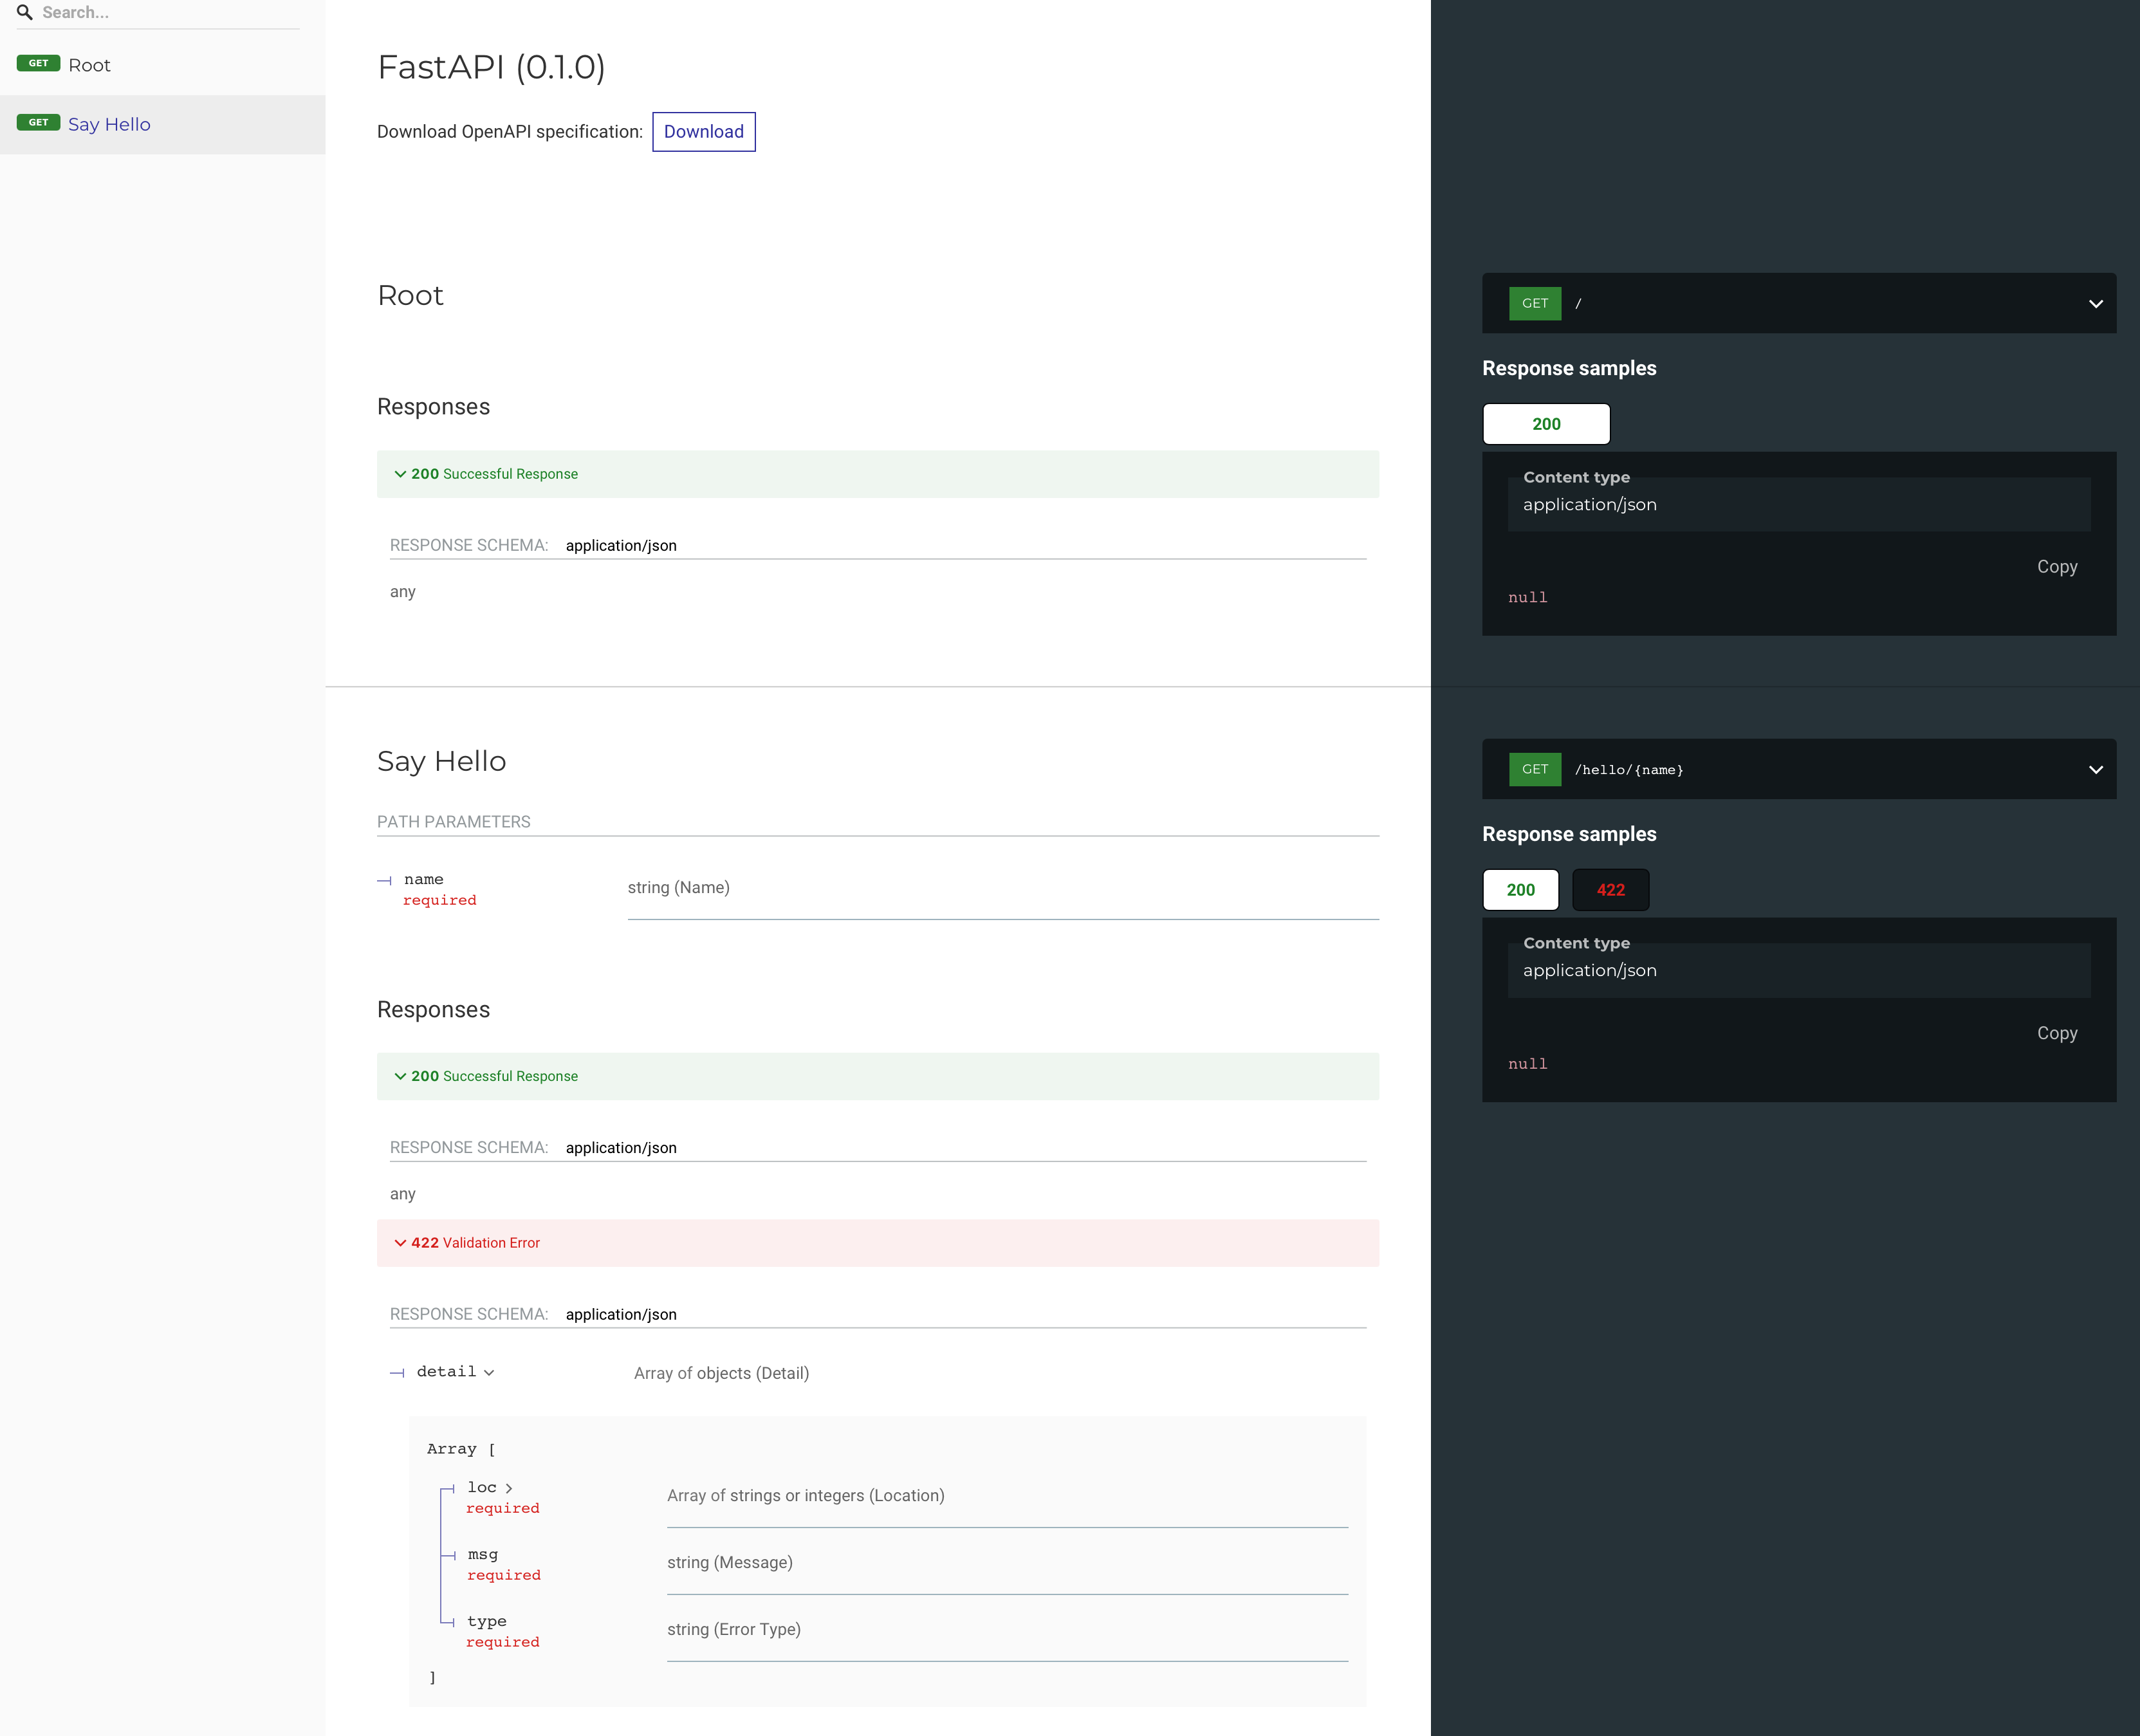 Search...
GET Root
GET Say Hello
FastAPI (0.1.0)
Download OpenAPI specification: Download
Root
Responses
200 Successful Response
RESPONSE SCHEMA: application/json
any
GET /
Response samples
200
Content type
application/json
Copy
null
Say Hello
PATH PARAMETERS
name
required
string (Name)
Responses
200 Successful Response
RESPONSE SCHEMA: application/json
any
422 Validation Error
RESPONSE SCHEMA: application/json
detail
Array of objects (Detail)
Array [
loc
required
Array of strings or integers (Location)
msg
required
string (Message)
type
required
string (Error Type)
]
GET /hello/{name}
Response samples
200 422
Content type
application/json
Copy
null